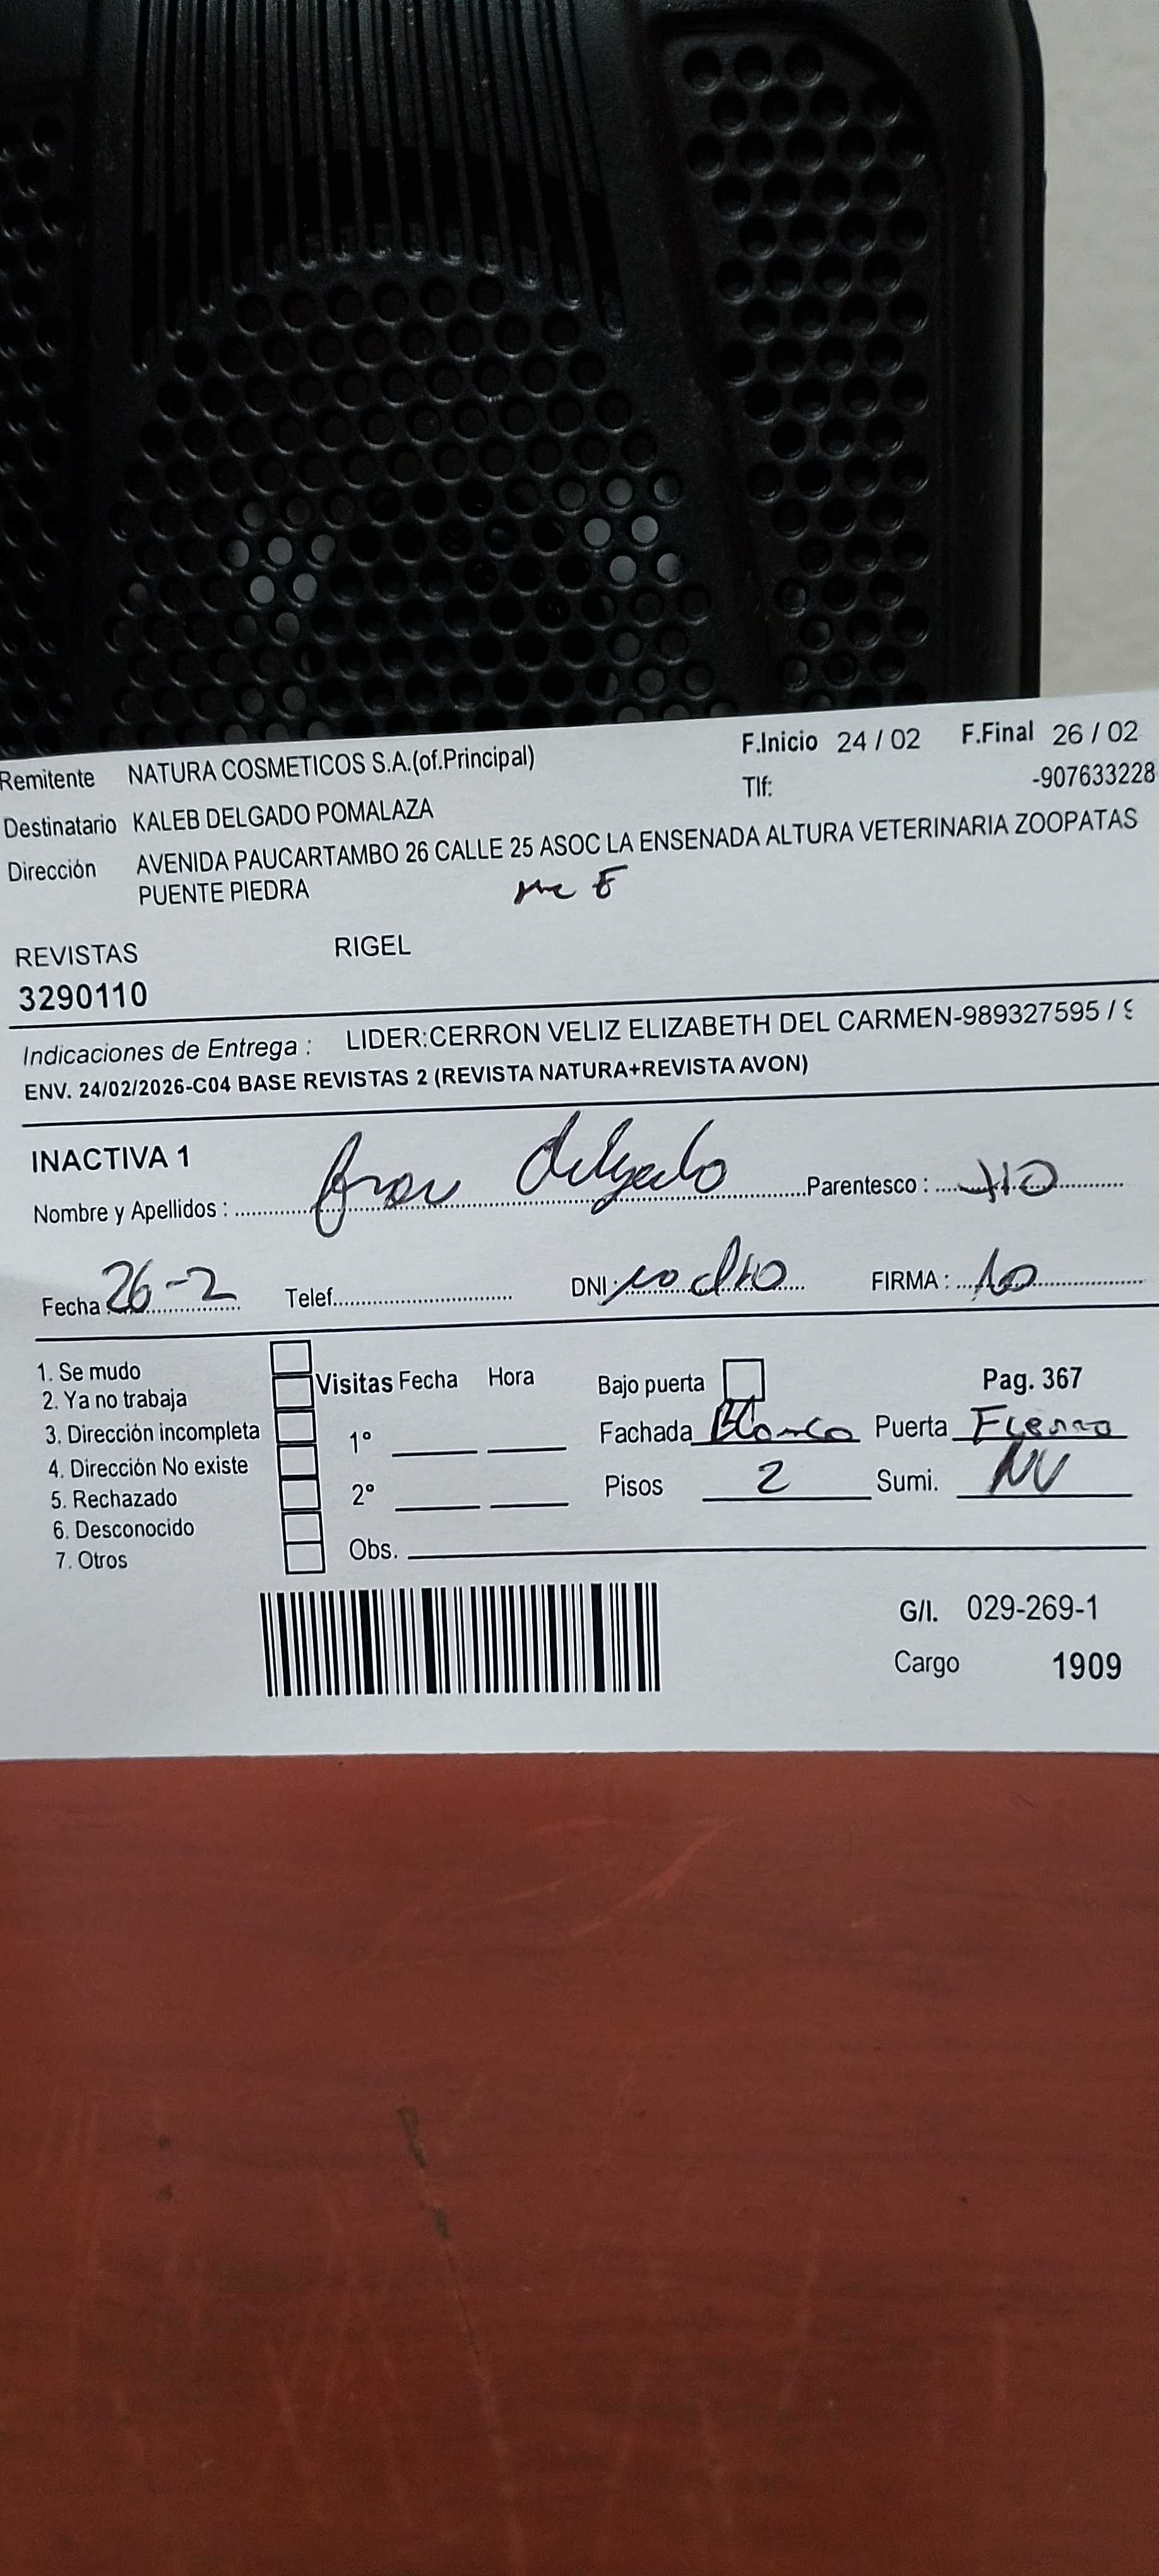 Remitente NATURA COSMETICOS S.A.(of.Principal) F.Inicio 24 / 02 F.Final 26 / 02
Tlf: -907633228
Destinatario KALEB DELGADO POMALAZA
Dirección AVENIDA PAUCARTAMBO 26 CALLE 25 ASOC LA ENSENADA ALTURA VETERINARIA ZOOPATAS
PUENTE PIEDRA
REVISTAS RIGEL
3290110
Indicaciones de Entrega : LIDER:CERRON VELIZ ELIZABETH DEL CARMEN-989327595 / 9
ENV. 24/02/2026-C04 BASE REVISTAS 2 (REVISTA NATURA+REVISTA AVON)
INACTIVA 1
Nombre y Apellidos : Delgado Parentesco :
Fecha 26-2 Telef. DNI: FIRMA :
1. Se mudo
2. Ya no trabaja
3. Dirección incompleta
4. Dirección No existe
5. Rechazado
6. Desconocido
7. Otros
Visitas Fecha Hora
1°
2°
Obs.
Bajo puerta Pag. 367
Fachada Blanco Puerta Fierro
Pisos 2 Sumi. NV
G/I. 029-269-1
Cargo 1909